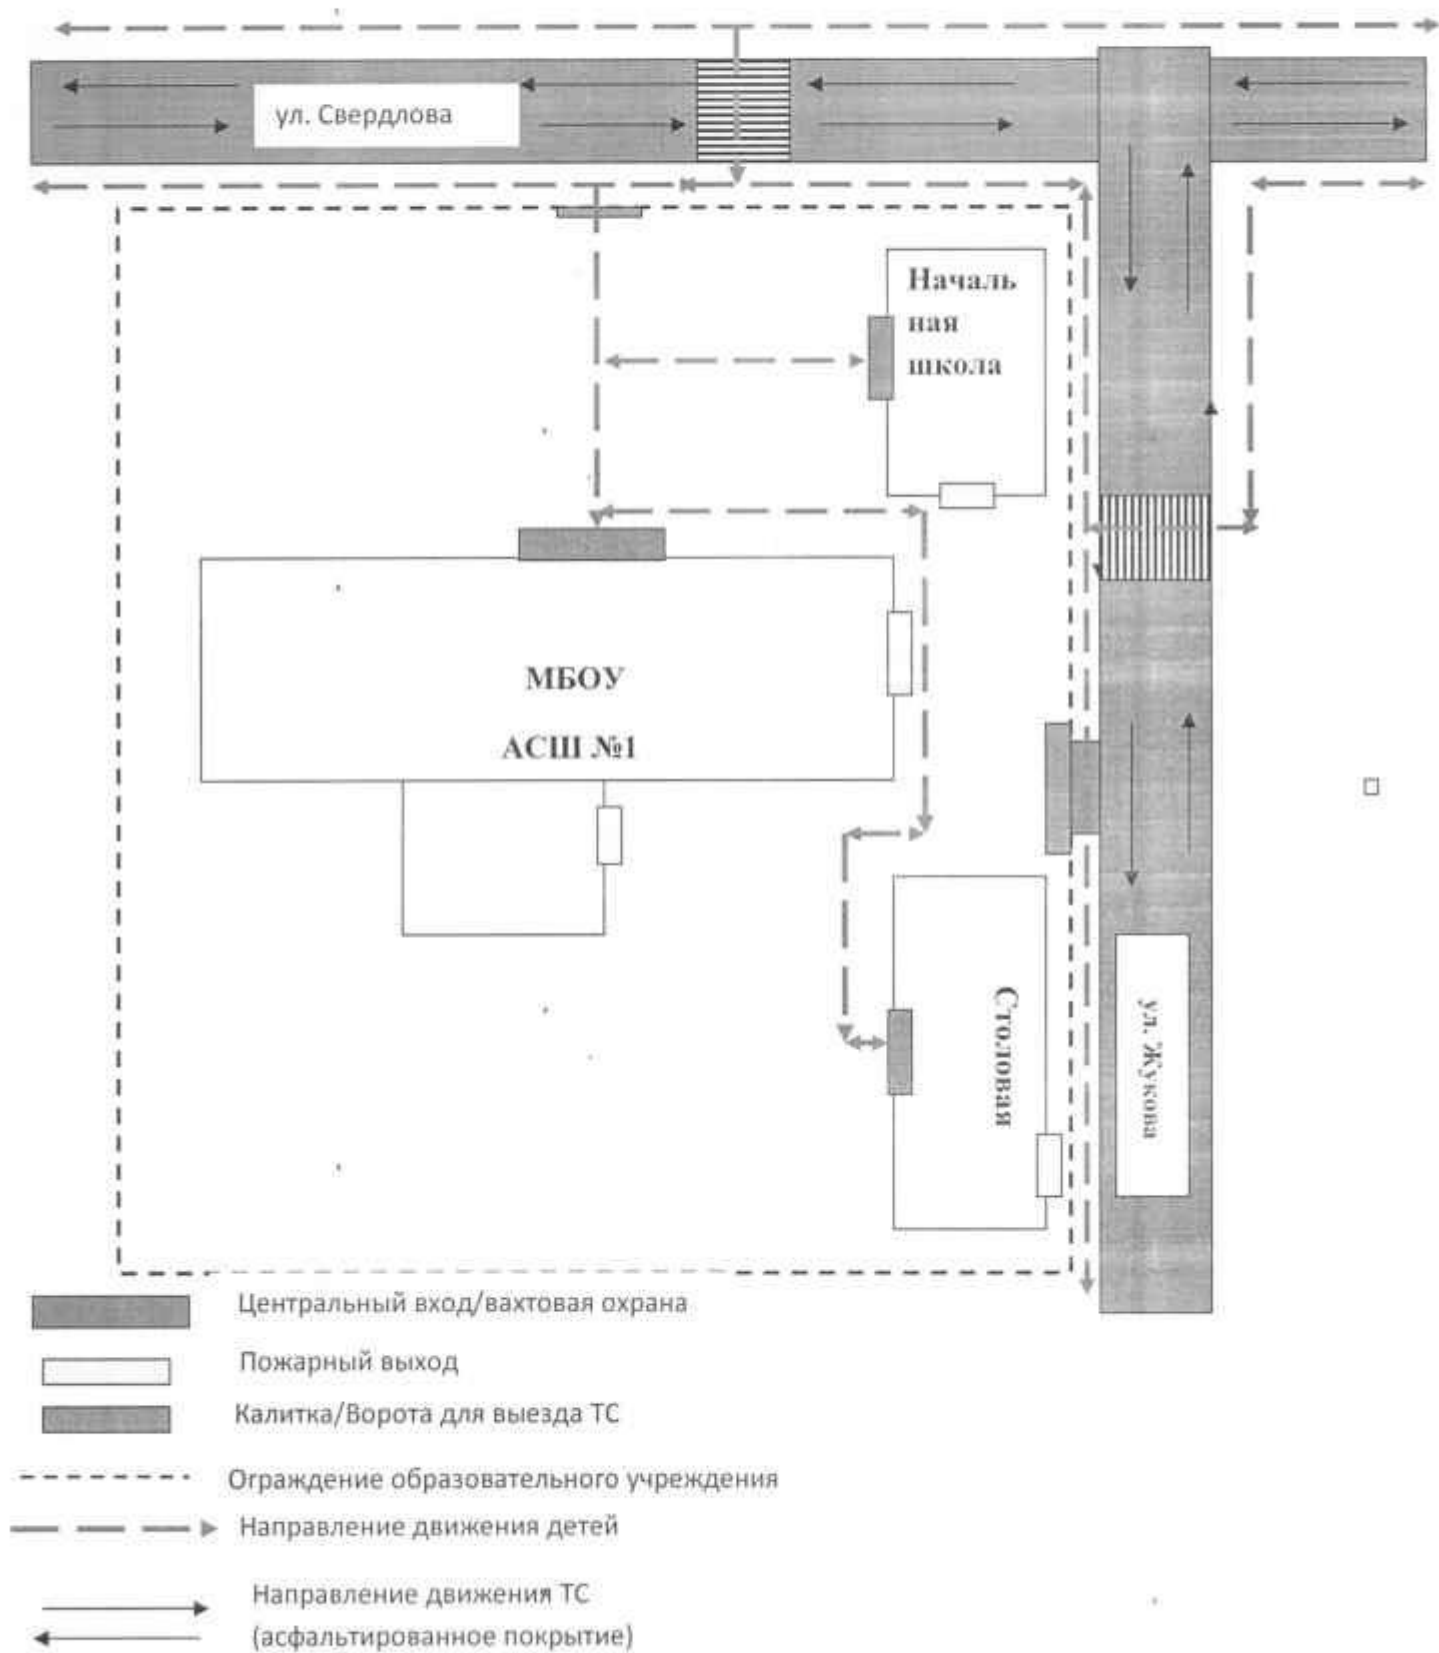 ул. Свердлова
Началь
ная
школа
МБОУ
АСШ №1
Столовая
ул. Жукова
Центральный вход/вахтовая охрана
Пожарный выход
Калитка/Ворота для выезда ТС
Ограждение образовательного учреждения
Направление движения детей
Направление движения ТС
(асфальтированное покрытие)